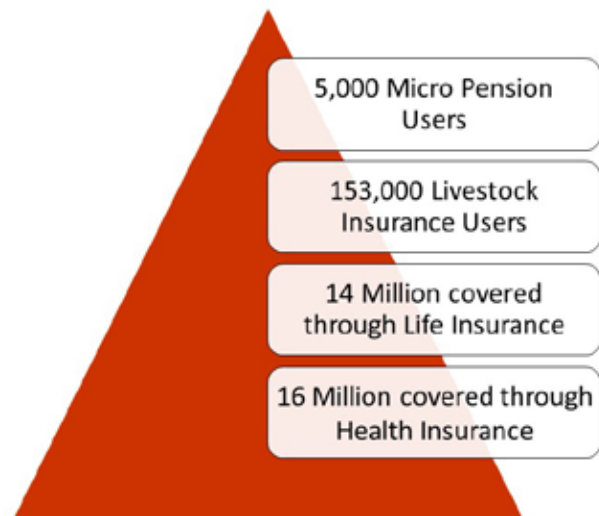 5,000 Micro Pension
Users
153,000 Livestock
Insurance Users
14 Million covered
through Life Insurance
16 Million covered through
Health Insurance